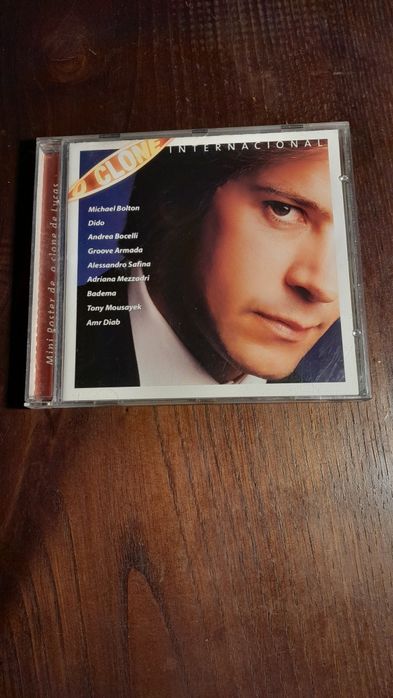 O CLONE
INTERNACIONAL
Michael Bolton
Dido
Andrea Bocelli
Groove Armada
Alessandro Safina
Adriana Mezzadri
Badema
Tony Mousayek
Amr Diab
Mini Poster de o clone de Lucas